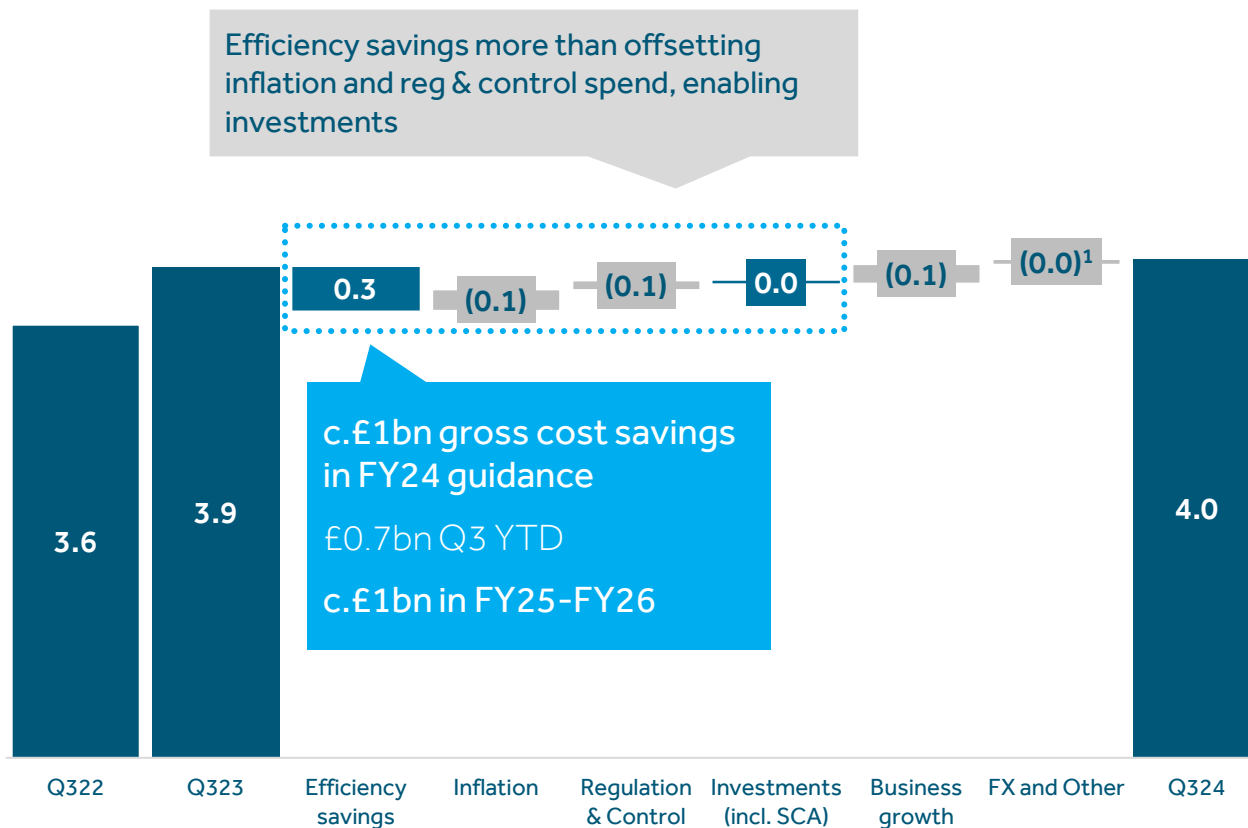 Efficiency savings more than offsetting
inflation and reg & control spend, enabling
investments
0.3
(0.1)
(0.1)
0.0
(0.1)
(0.0)¹
c.£1bn gross cost savings
in FY24 guidance
£0.7bn Q3 YTD
c.£1bn in FY25-FY26
3.6
3.9
4.0
Q322
Q323
Efficiency
savings
Inflation
Regulation
& Control
Investments
(incl. SCA)
Business
growth
FX and Other
Q324